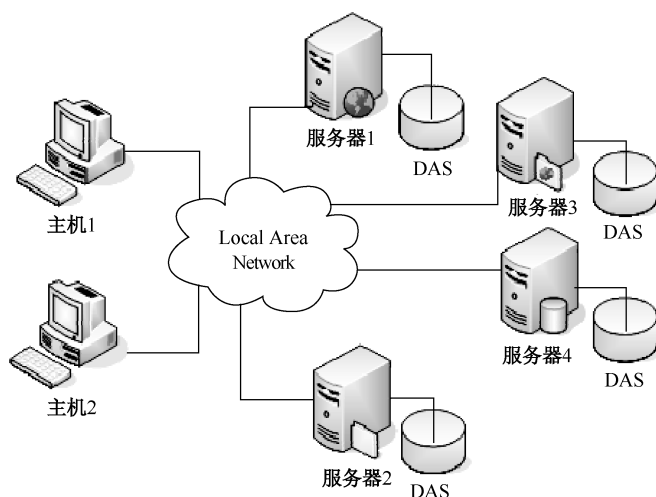 服务器1
DAS
服务器3
DAS
主机1
Local Area
Network
服务器4
DAS
主机2
服务器2
DAS